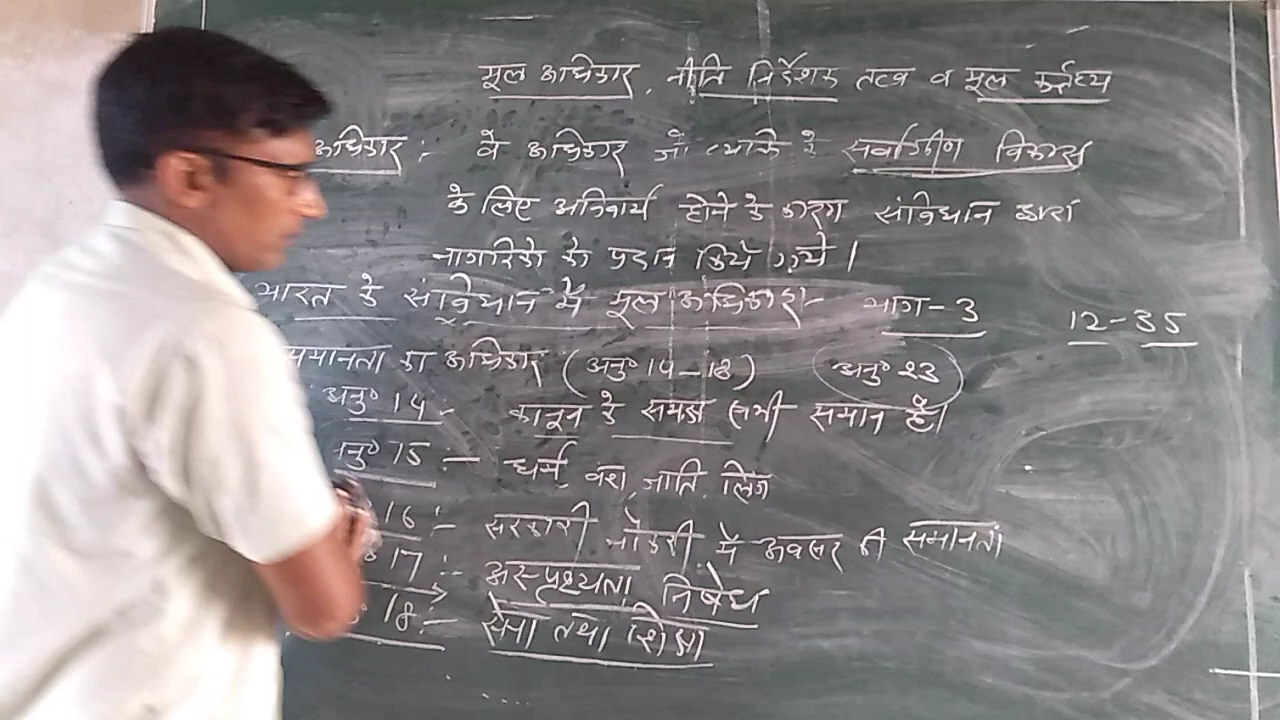 मूल अधिकार, नीति निर्देशक तत्व व मूल कर्तव्य
अधिकार :- वे अधिकार जो व्यक्ति के सर्वांगीण विकास
के लिए अनिवार्य होने के कारण संविधान द्वारा
नागरिको को प्रदान किये गये।
भारत के संविधान में मूल अधिकार:- भाग-3 12-35
समानता का अधिकार (अनु० 14-18) अनु० 23
अनु० 14 - कानून के समक्ष सभी समान है।
अनु० 15 :- धर्म, वंश, जाति, लिंग
16 :- सरकारी नौकरी में अवसर की समानता
17 :- अस्पृश्यता निषेध
18 :- सेना तथा शिक्षा